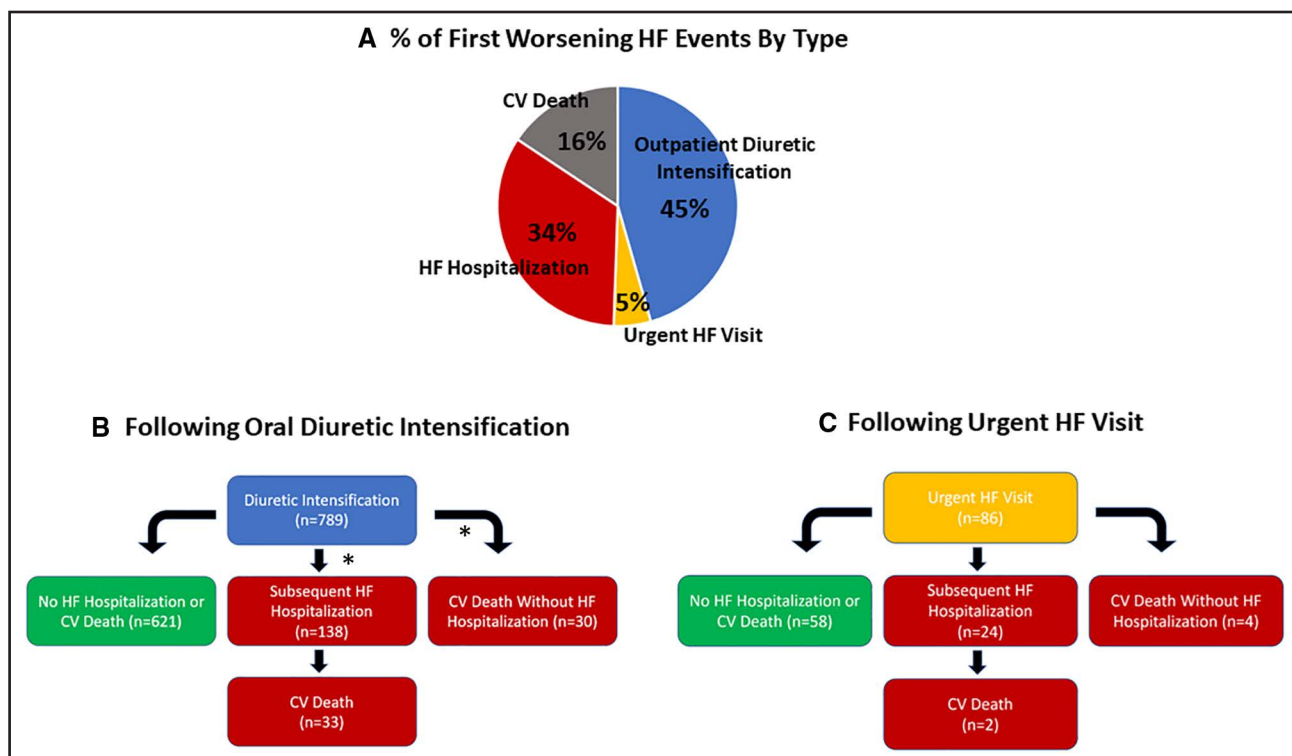 A % of First Worsening HF Events By Type
CV Death
16%
Outpatient Diuretic
Intensification
45%
34%
HF Hospitalization
5%
Urgent HF Visit
B Following Oral Diuretic Intensification
Diuretic Intensification
(n=789)
*
*
No HF Hospitalization or
CV Death (n=621)
Subsequent HF
Hospitalization
(n=138)
CV Death Without HF
Hospitalization (n=30)
CV Death
(n=33)
C Following Urgent HF Visit
Urgent HF Visit
(n=86)
No HF Hospitalization or
CV Death (n=58)
Subsequent HF
Hospitalization
(n=24)
CV Death Without HF
Hospitalization (n=4)
CV Death
(n=2)